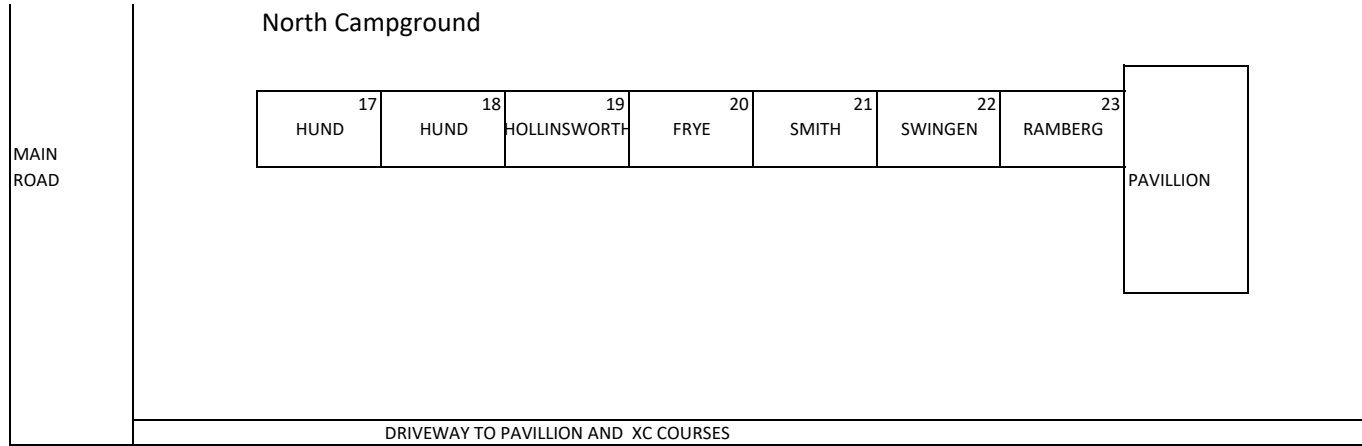 North Campground
17 18 19 20 21 22 23
HUND HUND HOLLINSWORTH FRYE SMITH SWINGEN RAMBERG
MAIN
ROAD
PAVILLION
DRIVEWAY TO PAVILLION AND XC COURSES